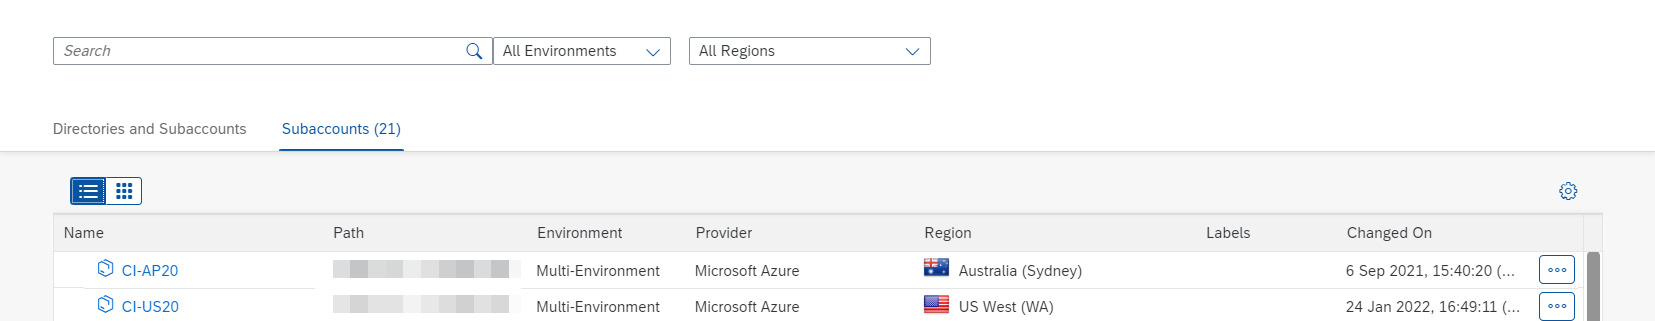 Search All Environments All Regions
Directories and Subaccounts Subaccounts (21)
Name Path Environment Provider Region Labels Changed On
CI-AP20 Multi-Environment Microsoft Azure Australia (Sydney) 6 Sep 2021, 15:40:20 (...
CI-US20 Multi-Environment Microsoft Azure US West (WA) 24 Jan 2022, 16:49:11 (...